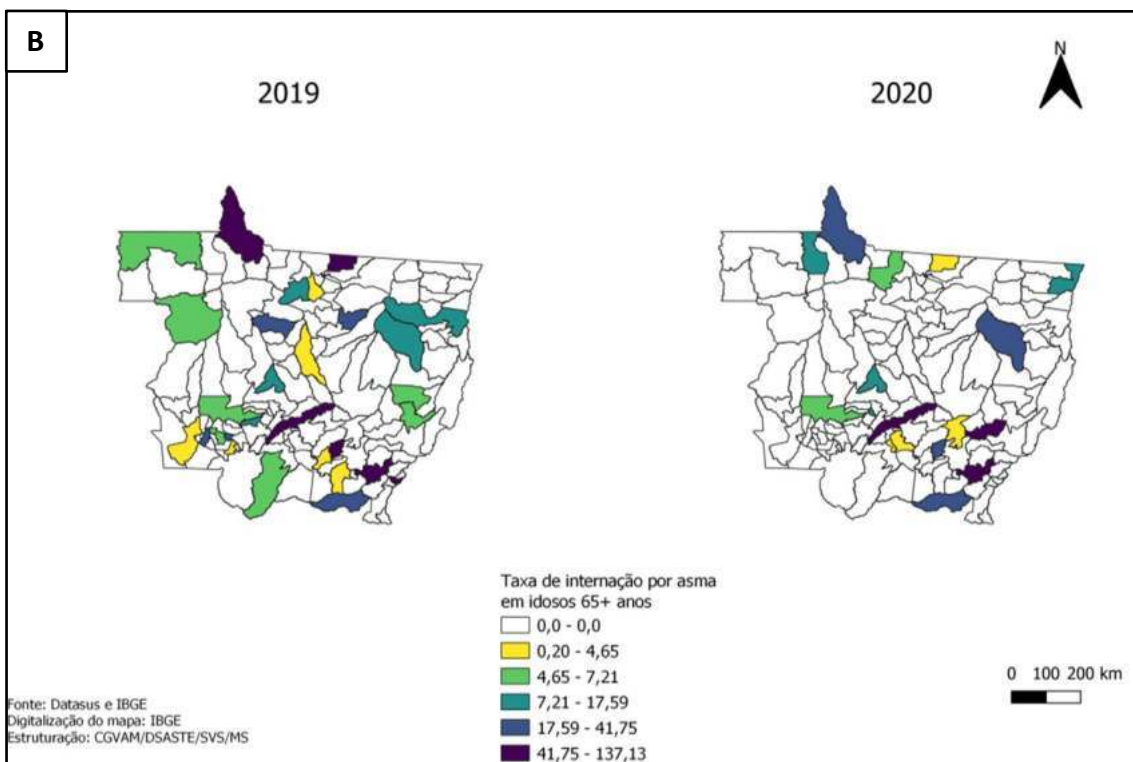 B
2019
2020
N
Taxa de internação por asma
em idosos 65+ anos
0,0 - 0,0
0,20 - 4,65
4,65 - 7,21
7,21 - 17,59
17,59 - 41,75
41,75 - 137,13
0 100 200 km
Fonte: Datasus e IBGE
Digitalização do mapa: IBGE
Estruturação: CGVAM/DSASTE/SVS/MS